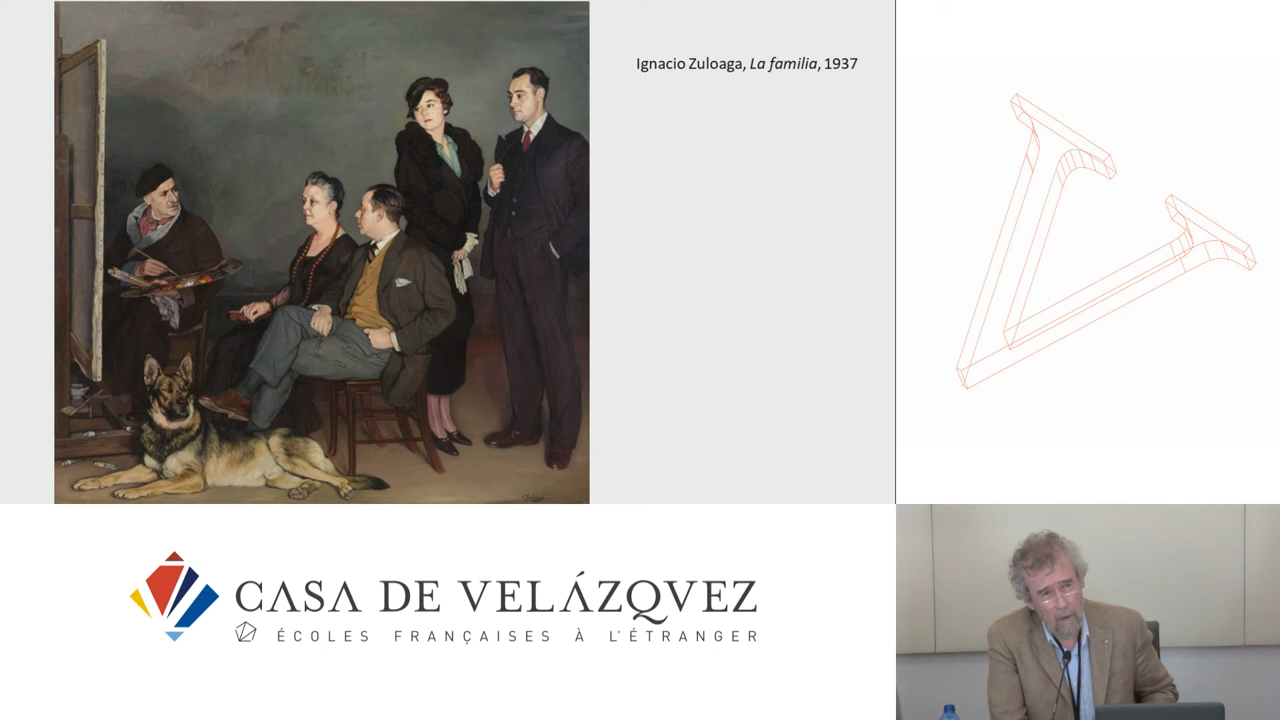 Ignacio Zuloaga, La familia, 1937
CASA DE VELÁZQVEZ
ÉCOLES FRANÇAISES À L'ÉTRANGER